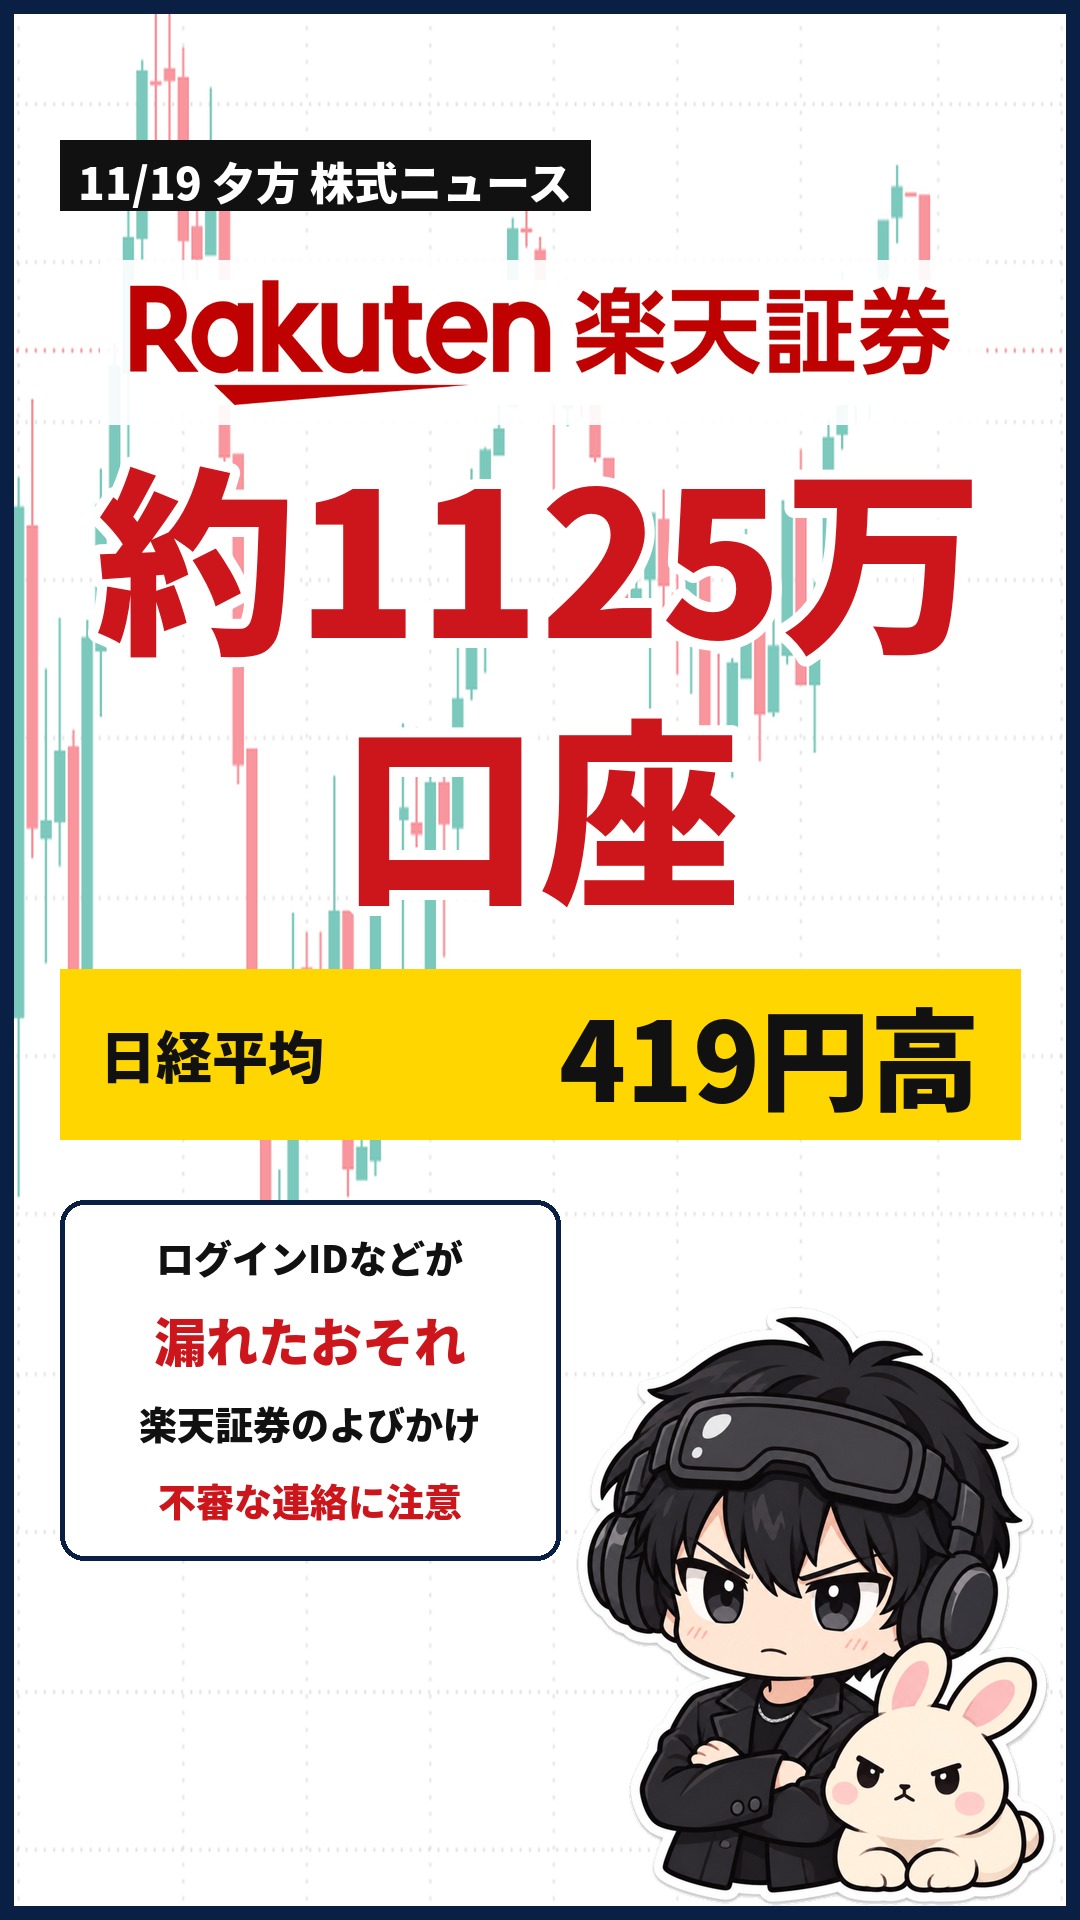 11/19 夕方 株式ニュース
Rakuten 楽天証券
約1125万
口座
日経平均 419円高
ログインIDなどが
漏れたおそれ
楽天証券のよびかけ
不審な連絡に注意